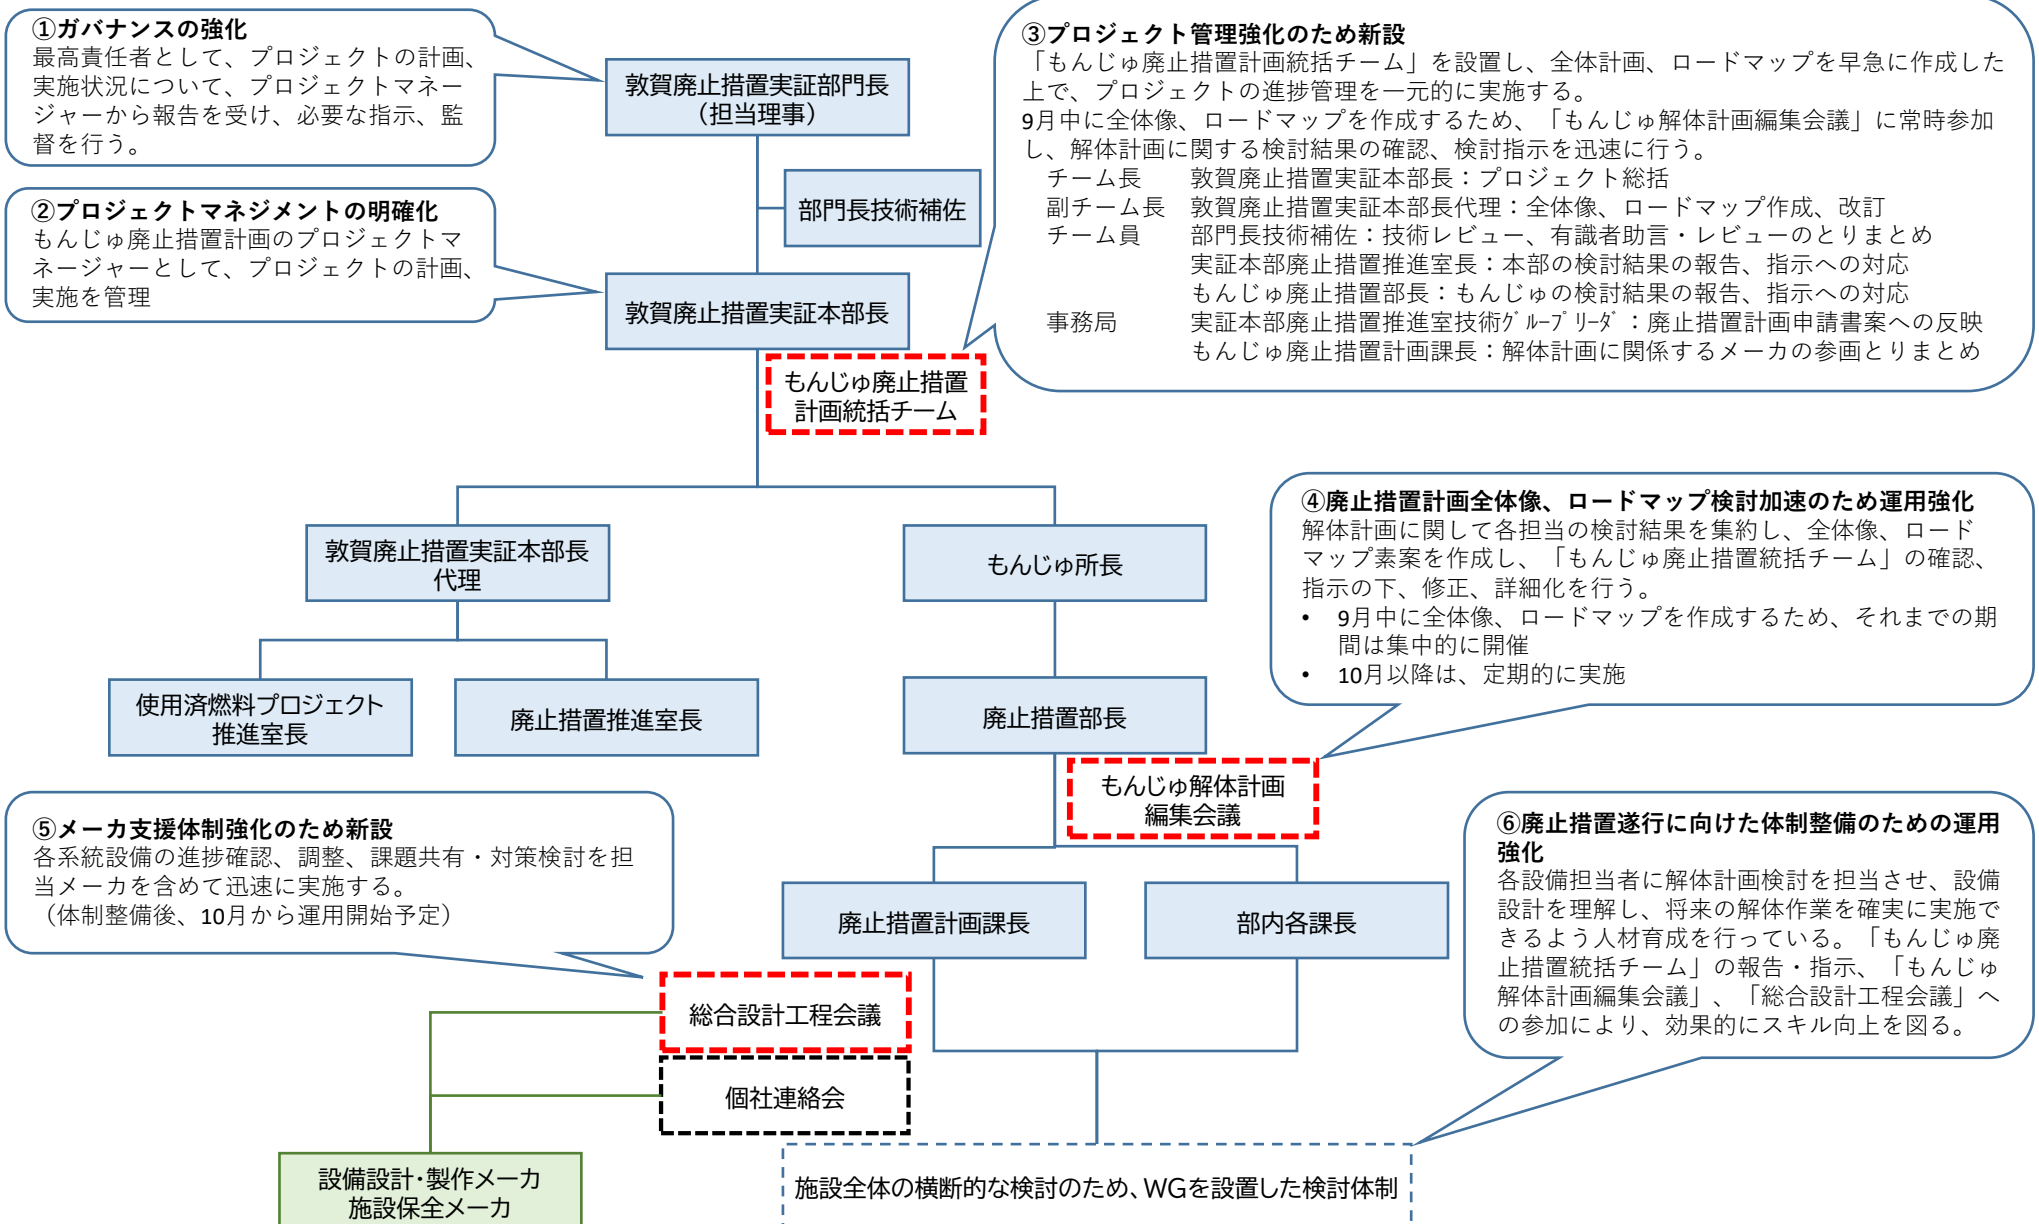 ①ガバナンスの強化
最高責任者として、プロジェクトの計画、
実施状況について、プロジェクトマネー
ジャーから報告を受け、必要な指示、監
督を行う。
②プロジェクトマネジメントの明確化
もんじゅ廃止措置計画のプロジェクトマ
ネージャーとして、プロジェクトの計画、
実施を管理
敦賀廃止措置実証部門長
（担当理事）
部門長技術補佐
敦賀廃止措置実証本部長
③プロジェクト管理強化のため新設
「もんじゅ廃止措置計画統括チーム」を設置し、全体計画、ロードマップを早急に作成した
上で、プロジェクトの進捗管理を一元的に実施する。
9月中に全体像、ロードマップを作成するため、「もんじゅ解体計画編集会議」に常時参加
し、解体計画に関する検討結果の確認、検討指示を迅速に行う。
チーム長　敦賀廃止措置実証本部長：プロジェクト総括
副チーム長　敦賀廃止措置実証本部長代理：全体像、ロードマップ作成、改訂
チーム員　部門長技術補佐：技術レビュー、有識者助言・レビューのとりまとめ
実証本部廃止措置推進室長：本部の検討結果の報告、指示への対応
もんじゅ廃止措置部長：もんじゅの検討結果の報告、指示への対応
事務局　実証本部廃止措置推進室技術ｸﾞﾙｰﾌﾟﾘｰﾀﾞ：廃止措置計画申請書案への反映
もんじゅ廃止措置計画課長：解体計画に関係するメーカの参画とりまとめ
もんじゅ廃止措置
計画統括チーム
敦賀廃止措置実証本部長
代理
もんじゅ所長
使用済燃料プロジェクト
推進室長
廃止措置推進室長
廃止措置部長
④廃止措置計画全体像、ロードマップ検討加速のため運用強化
解体計画に関して各担当の検討結果を集約し、全体像、ロード
マップ素案を作成し、「もんじゅ廃止措置統括チーム」の確認、
指示の下、修正、詳細化を行う。
• 9月中に全体像、ロードマップを作成するため、それまでの期
間は集中的に開催
• 10月以降は、定期的に実施
もんじゅ解体計画
編集会議
⑤メーカ支援体制強化のため新設
各系統設備の進捗確認、調整、課題共有・対策検討を担
当メーカを含めて迅速に実施する。
（体制整備後、10月から運用開始予定）
廃止措置計画課長
部内各課長
⑥廃止措置遂行に向けた体制整備のための運用
強化
各設備担当者に解体計画検討を担当させ、設備
設計を理解し、将来の解体作業を確実に実施で
きるよう人材育成を行っている。「もんじゅ廃
止措置統括チーム」の報告・指示、「もんじゅ
解体計画編集会議」、「総合設計工程会議」へ
の参加により、効果的にスキル向上を図る。
総合設計工程会議
個社連絡会
設備設計・製作メーカ
施設保全メーカ
施設全体の横断的な検討のため、WGを設置した検討体制